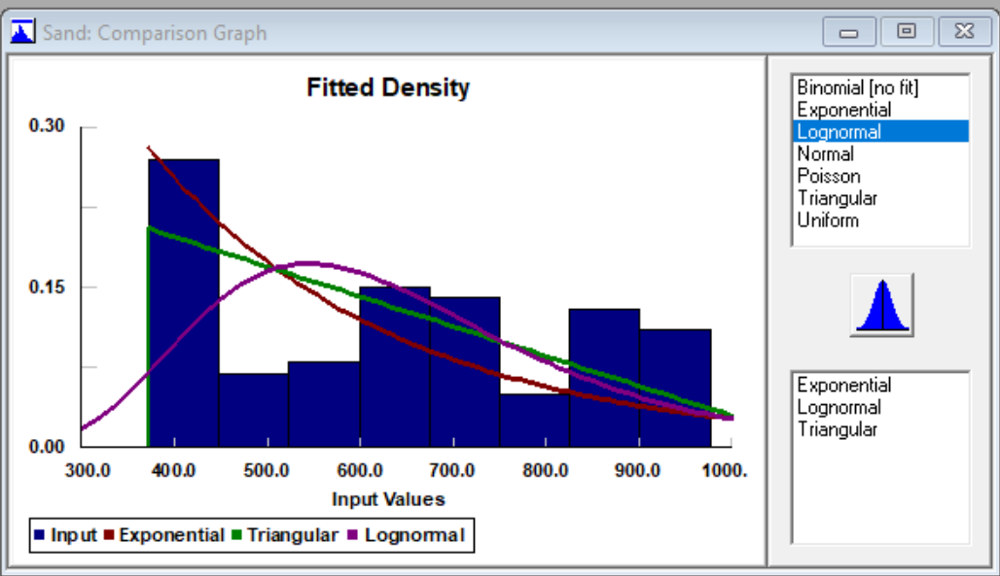 Sand: Comparison Graph
Fitted Density
0.30
0.15
0.00
300.0 400.0 500.0 600.0 700.0 800.0 900.0 1000.
Input Values
Input Exponential Triangular Lognormal
Binomial [no fit]
Exponential
Lognormal
Normal
Poisson
Triangular
Uniform
Exponential
Lognormal
Triangular